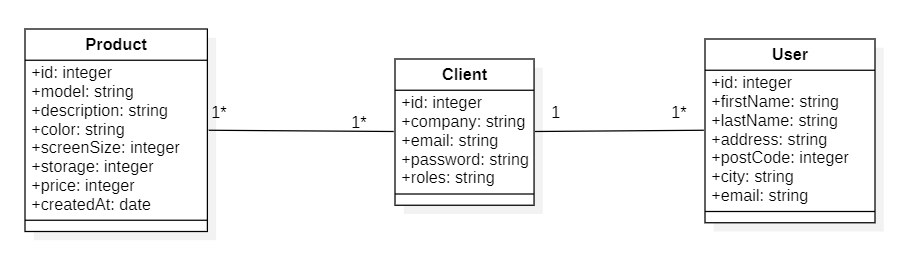 Product
+id: integer
+model: string
+description: string
+color: string
+screenSize: integer
+storage: integer
+price: integer
+createdAt: date
1*
1*
Client
+id: integer
+company: string
+email: string
+password: string
+roles: string
1
1*
User
+id: integer
+firstName: string
+lastName: string
+address: string
+postCode: integer
+city: string
+email: string